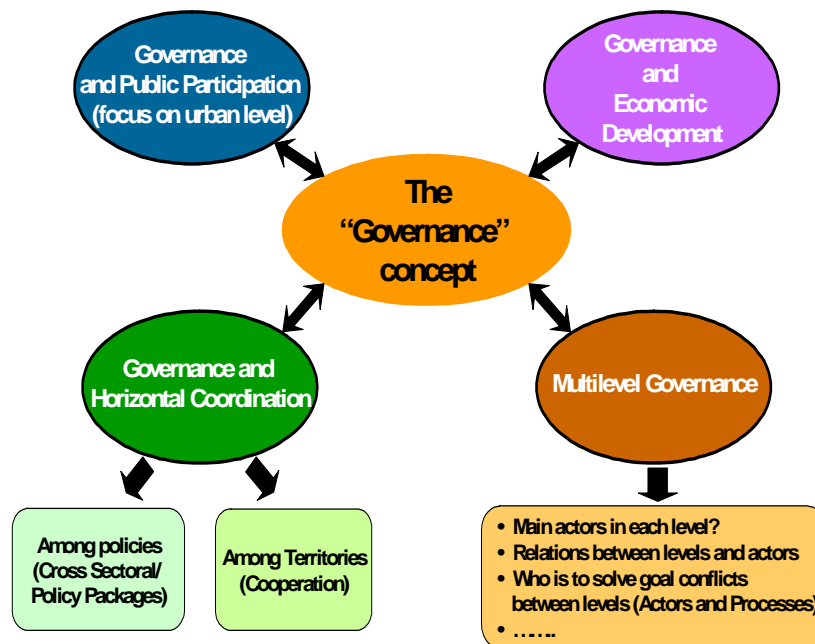 Governance
and Public Participation
(focus on urban level)
Governance
and
Economic
Development
The
“Governance”
concept
Governance and
Horizontal Coordination
Multilevel Governance
Among policies
(Cross Sectoral/
Policy Packages)
Among Territories
(Cooperation)
• Main actors in each level?
• Relations between levels and actors
• Who is to solve goal conflicts
between levels (Actors and Processes)
• ……..